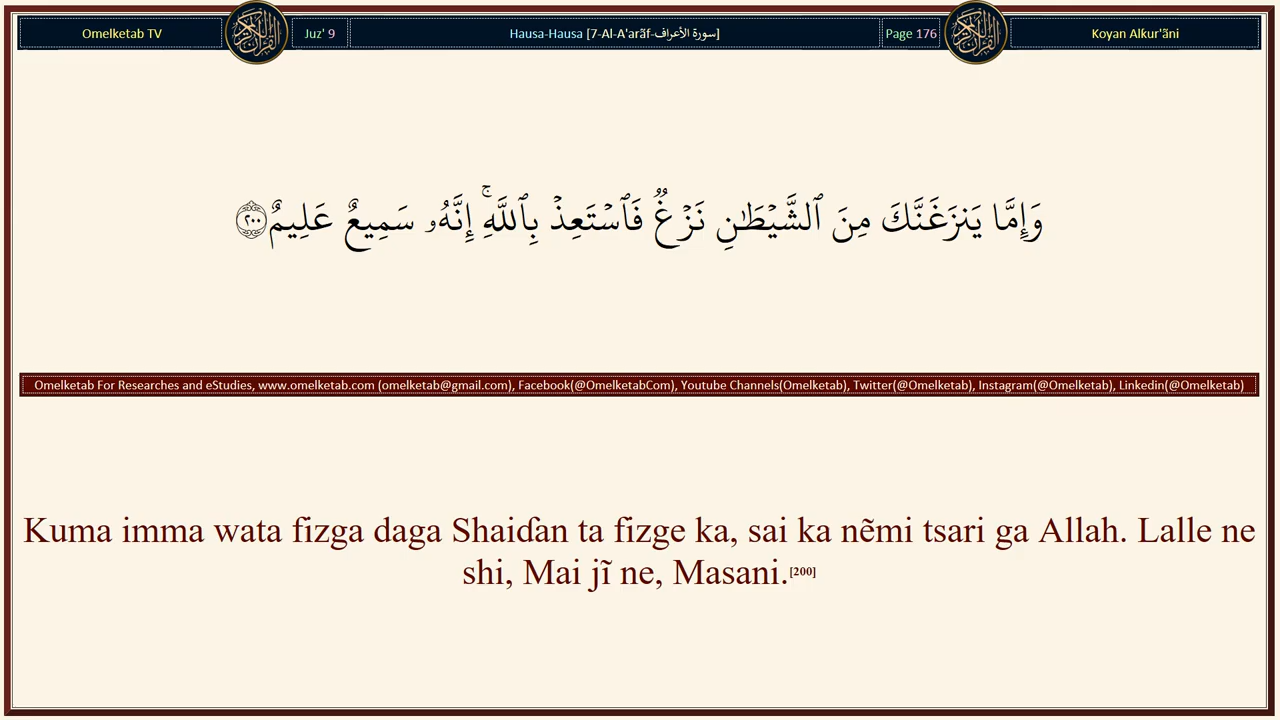 Omelketab TV
Juz' 9
Hausa-Hausa [7-Al-A'arãf-سورة الأعراف]
Page 176
Koyan Alƙur'ãni
وَإِمَّا يَنزَغَنَّكَ مِنَ ٱلشَّيۡطَٰنِ نَزۡغٞ فَٱسۡتَعِذۡ بِٱللَّهِۚ إِنَّهُۥ سَمِيعٌ عَلِيمٌ ٢٠٠
Omelketab For Researches and eStudies, www.omelketab.com (omelketab@gmail.com), Facebook(@OmelketabCom), Youtube Channels(Omelketab), Twitter(@Omelketab), Instagram(@Omelketab), Linkedin(@Omelketab)
Kuma imma wata fizga daga Shaiɗan ta fizge ka, sai ka nẽmi tsari ga Allah. Lalle ne
shi, Mai jĩ ne, Masani.[200]